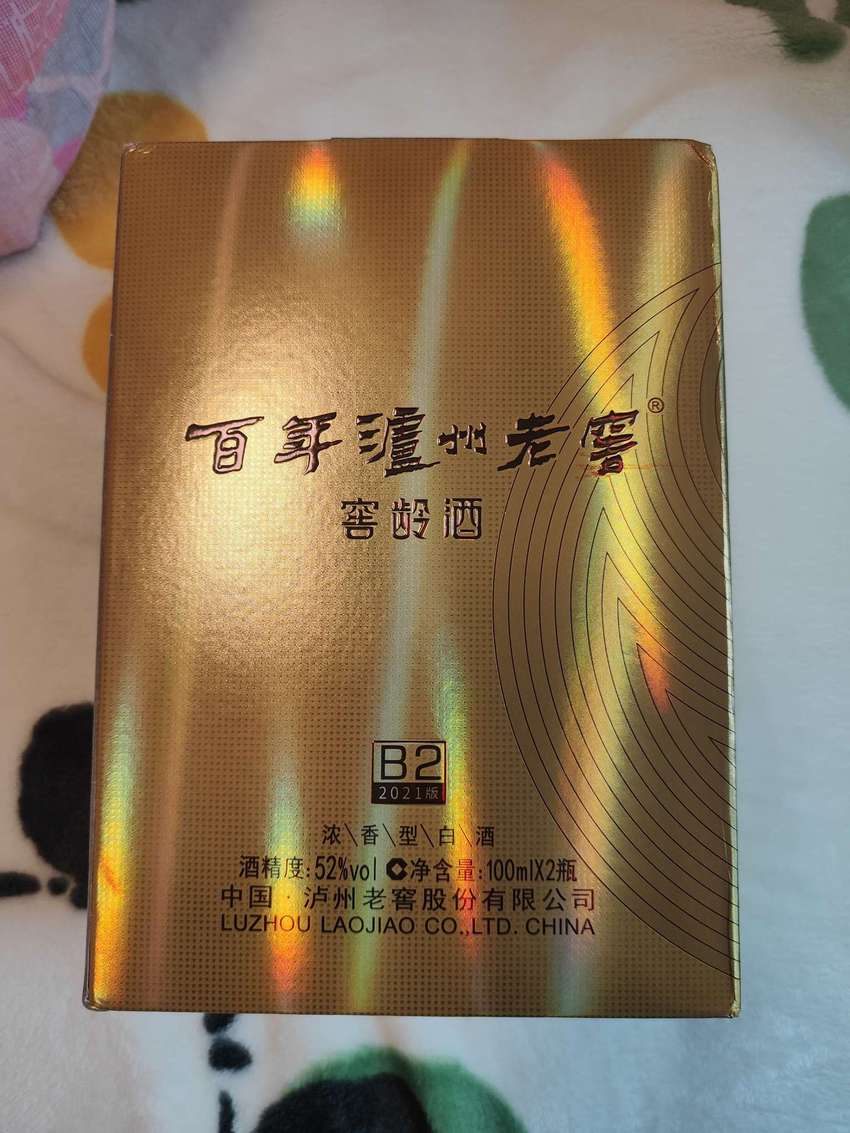 百年泸州老窖®
窖龄酒
B2
2021版
浓\香\型\白\酒
酒精度:52%vol 净含量:100mlX2瓶
中国·泸州老窖股份有限公司
LUZHOU LAOJIAO CO.,LTD. CHINA